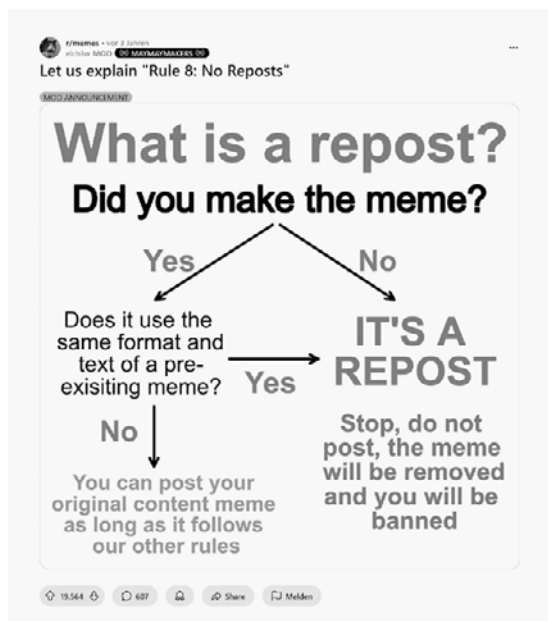 r/memes • vor 3 Jahren
elchike MOD MAYMAYMAKERS
...
Let us explain "Rule 8: No Reposts"
MOD ANNOUNCEMENT
What is a repost?
Did you make the meme?
Yes
No
Does it use the
same format and
text of a pre-
exisiting meme?
Yes
IT'S A
REPOST
No
Stop, do not
post, the meme
will be removed
and you will be
banned
You can post your
original content meme
as long as it follows
our other rules
19.564
607
Share
Melden